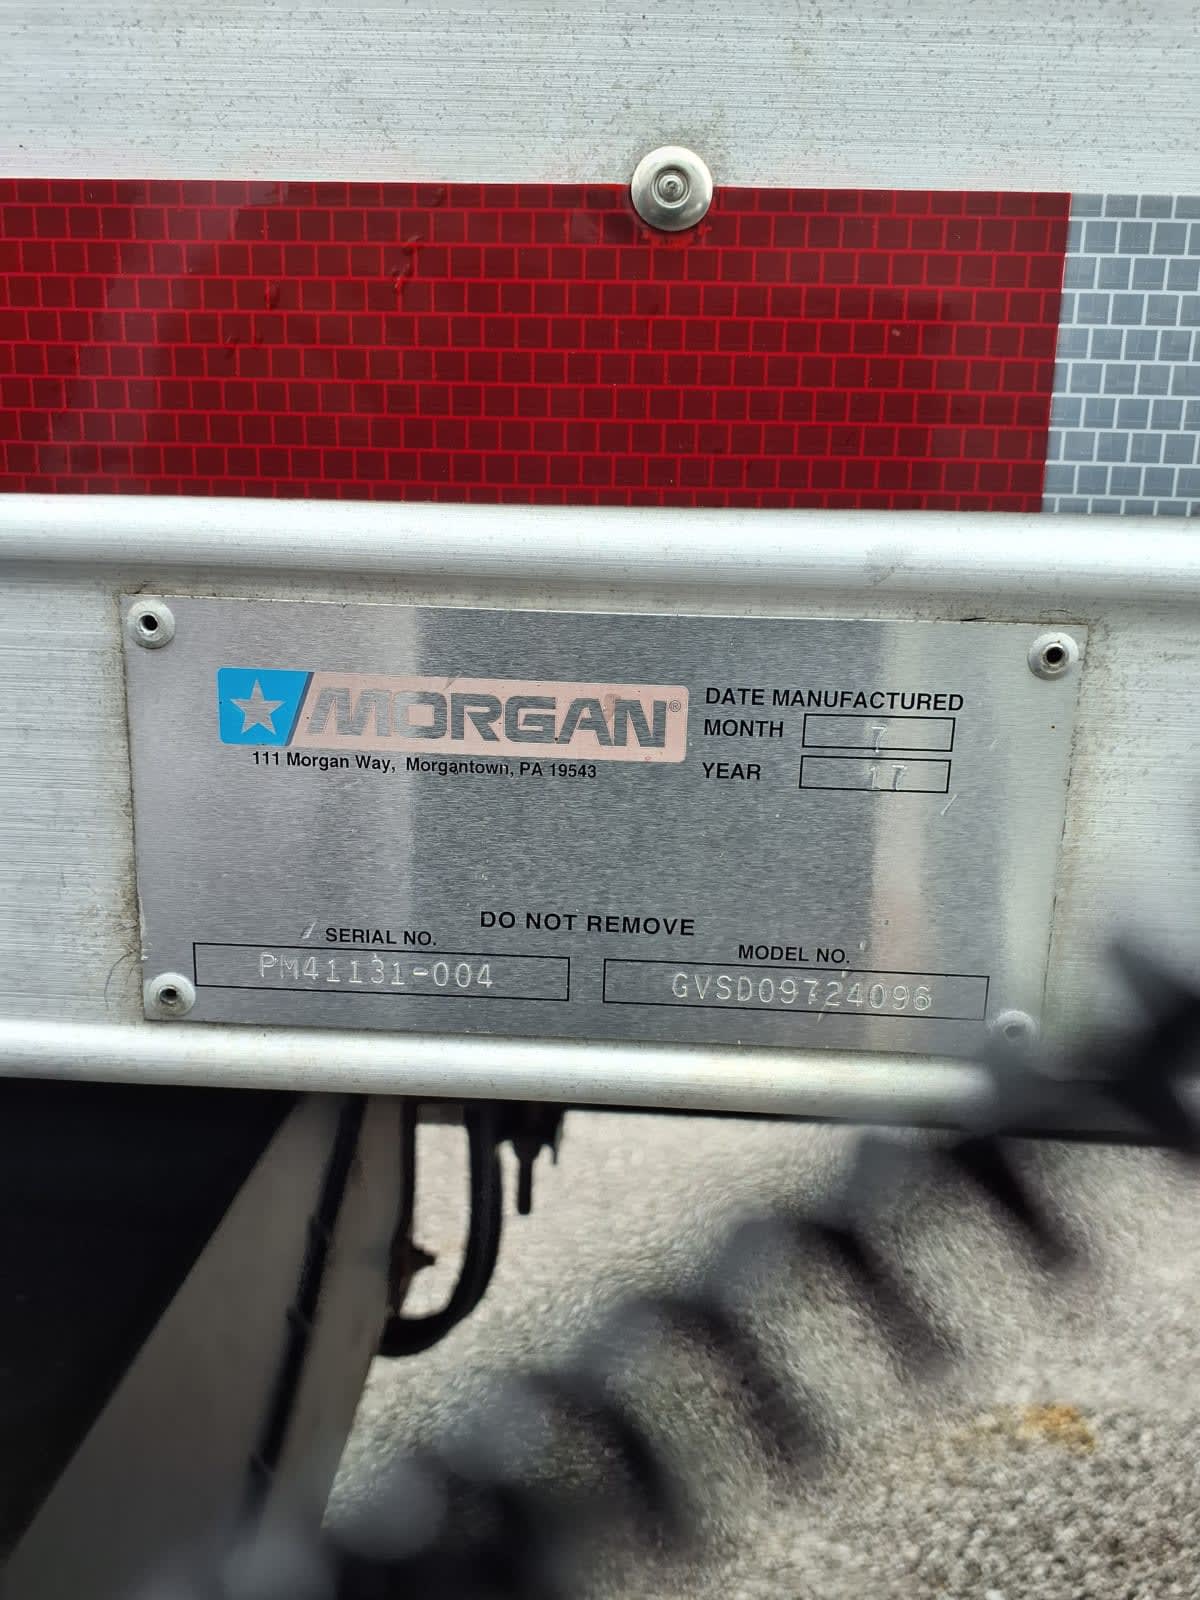 MORGAN®
111 Morgan Way, Morgantown, PA 19543
DATE MANUFACTURED
MONTH 7
YEAR 17
DO NOT REMOVE
SERIAL NO.
PM41131-004
MODEL NO.
GVSD09724096